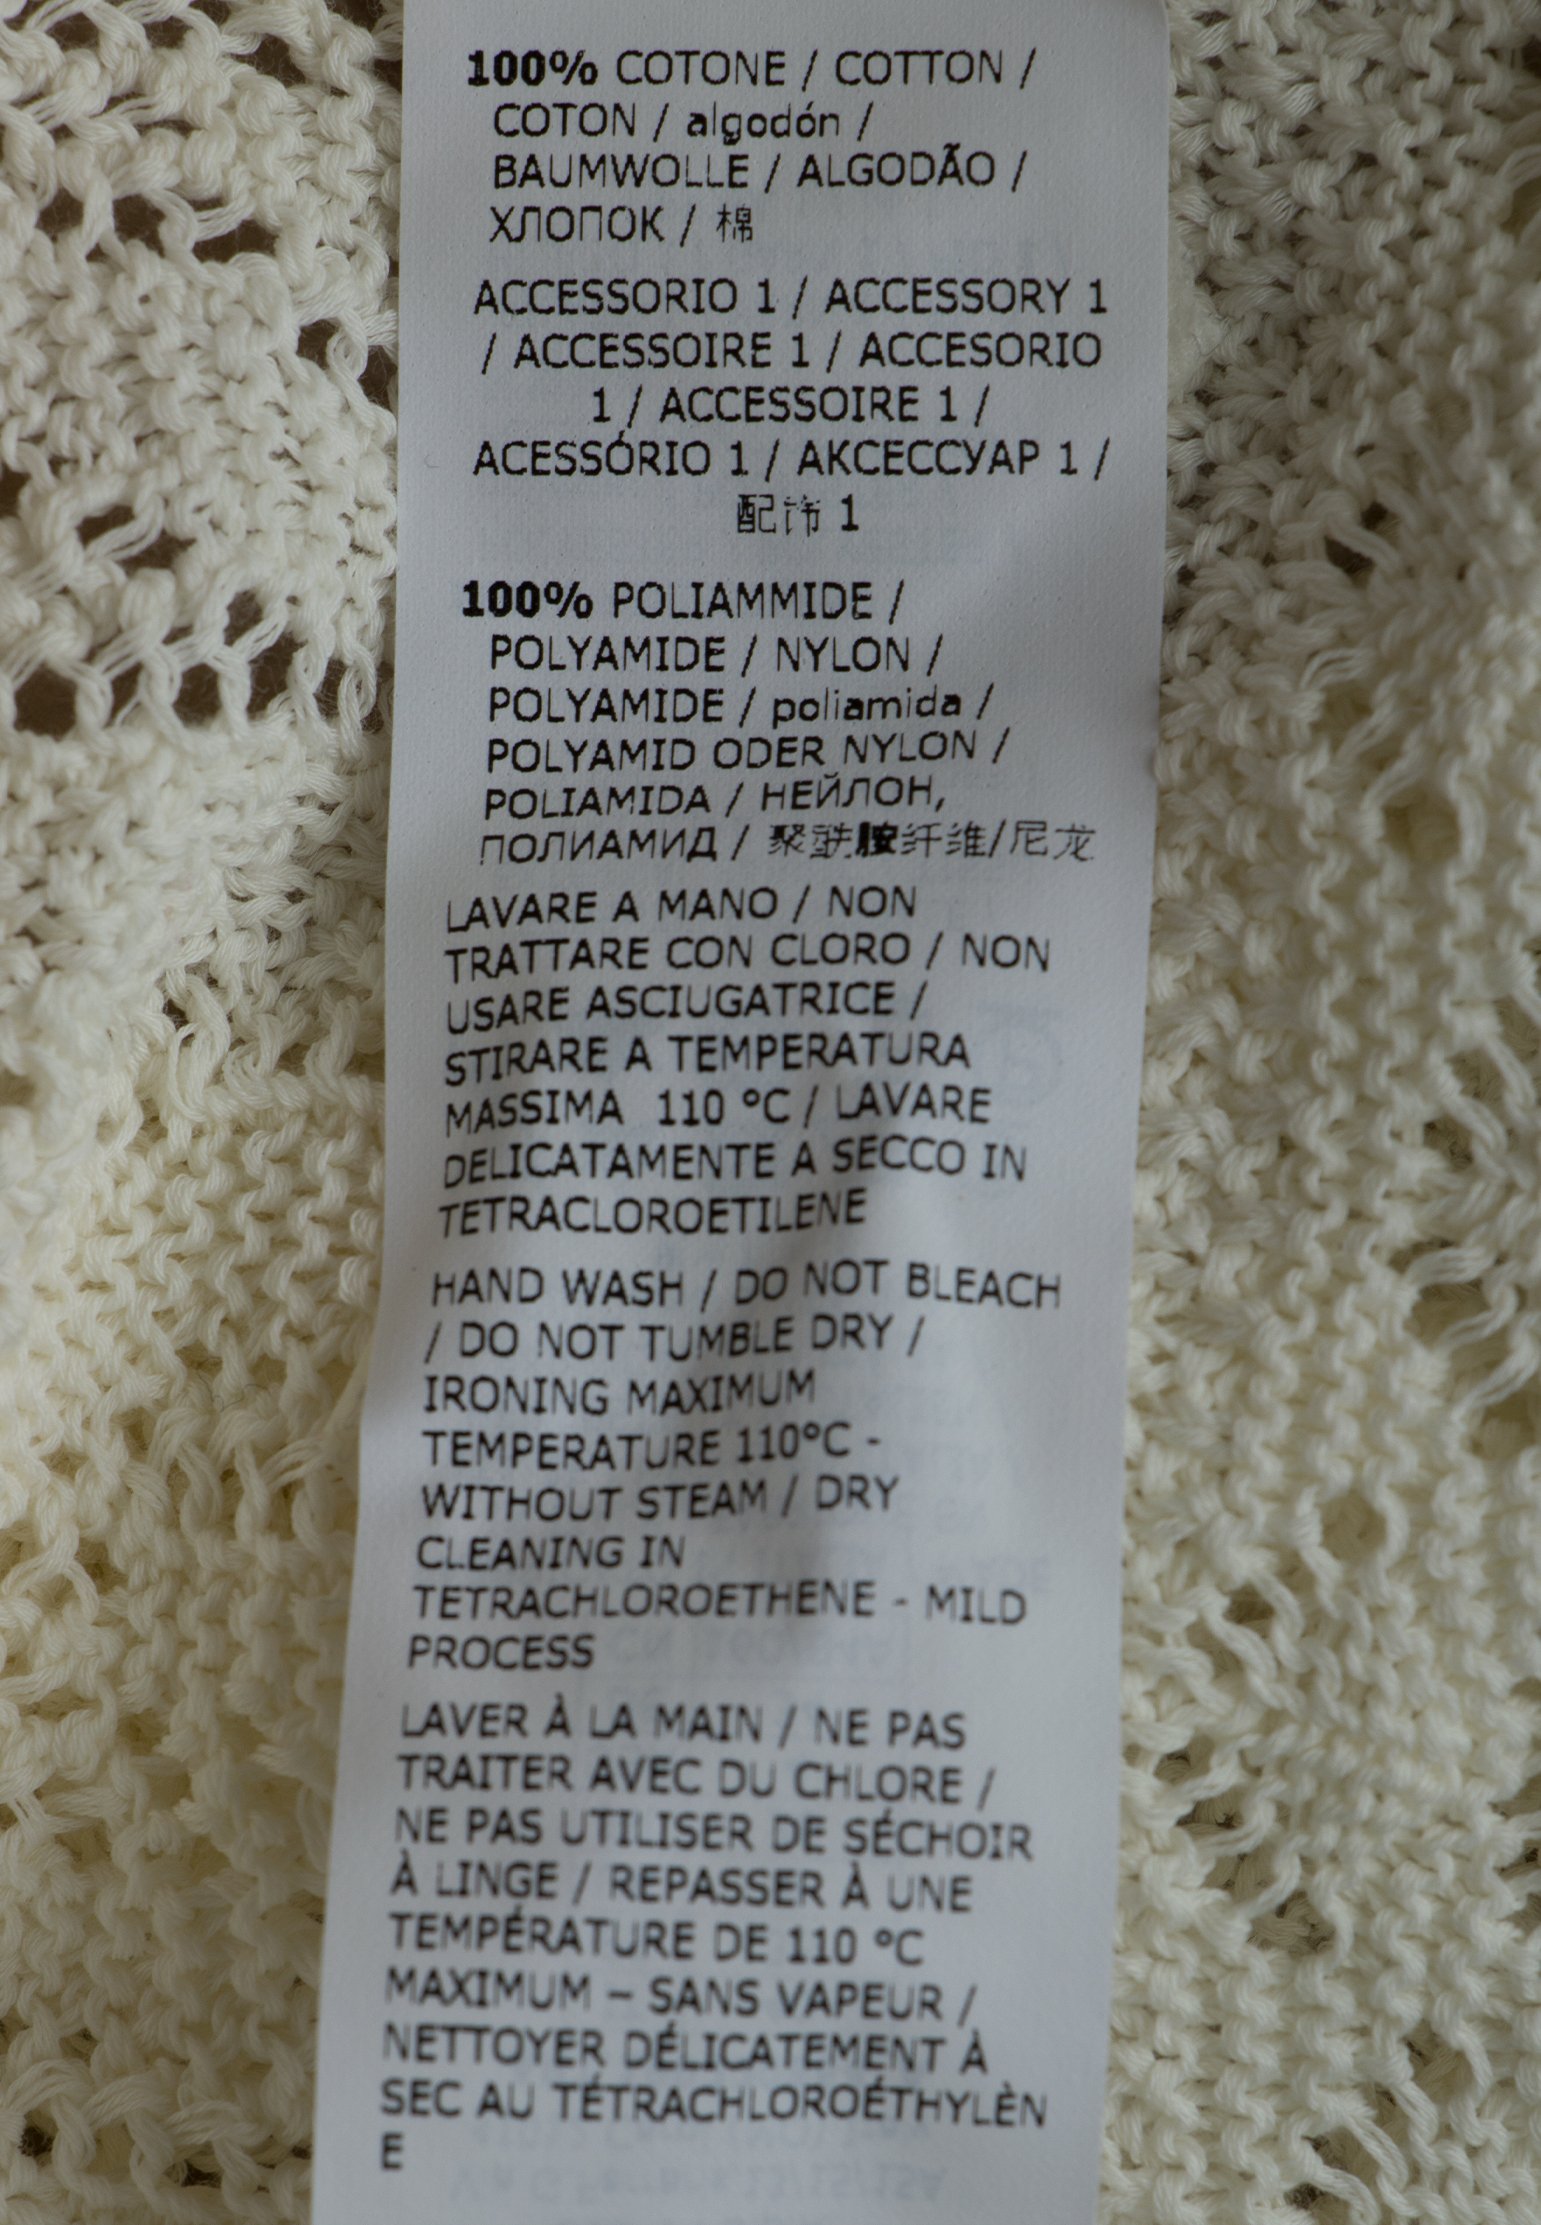 100% COTONE / COTTON /
COTON / algodón /
BAUMWOLLE / ALGODÃO /
ХЛОПОК / 棉
ACCESSORIO 1 / ACCESSORY 1
/ ACCESSOIRE 1 / ACCESORIO
1 / ACCESSOIRE 1 /
ACESSÓRIO 1 / АКСЕССУАР 1 /
配饰 1
100% POLIAMMIDE /
POLYAMIDE / NYLON /
POLYAMIDE / poliamida /
POLYAMID ODER NYLON /
POLIAMIDA / НЕЙЛОН,
ПОЛИАМИД / 聚酰胺纤维/尼龙
LAVARE A MANO / NON
TRATTARE CON CLORO / NON
USARE ASCIUGATRICE /
STIRARE A TEMPERATURA
MASSIMA 110 °C / LAVARE
DELICATAMENTE A SECCO IN
TETRACLOROETILENE
HAND WASH / DO NOT BLEACH
/ DO NOT TUMBLE DRY /
IRONING MAXIMUM
TEMPERATURE 110°C -
WITHOUT STEAM / DRY
CLEANING IN
TETRACHLOROETHENE - MILD
PROCESS
LAVER À LA MAIN / NE PAS
TRAITER AVEC DU CHLORE /
NE PAS UTILISER DE SÉCHOIR
À LINGE / REPASSER À UNE
TEMPÉRATURE DE 110 °C
MAXIMUM – SANS VAPEUR /
NETTOYER DÉLICATEMENT À
SEC AU TÉTRACHLOROÉTHYLÈN
E